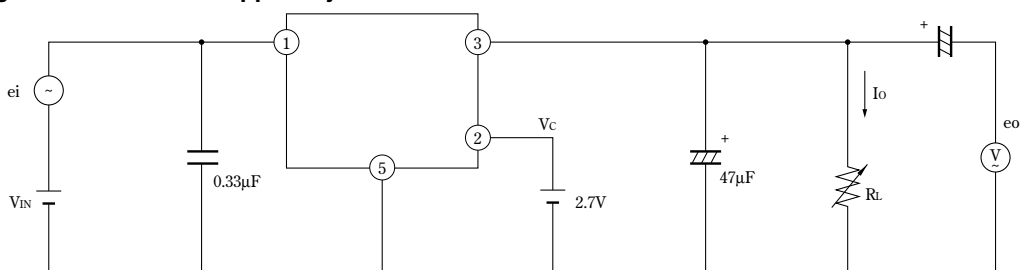 1
3
ei
~
Io
Vc
2
eo
+
+
V
~
5
0.33µF
47µF
RL
VIN
2.7V